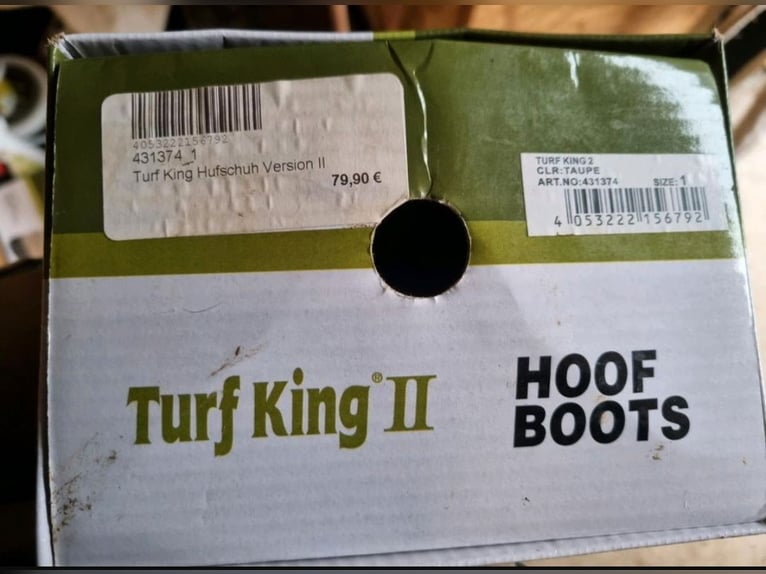 4053222156792
431374_1
Turf King Hufschuh Version II
79,90 €
TURF KING 2
CLR:TAUPE
ART.NO:431374 SIZE: 1
4 053222 156792
Turf King® II
HOOF
BOOTS